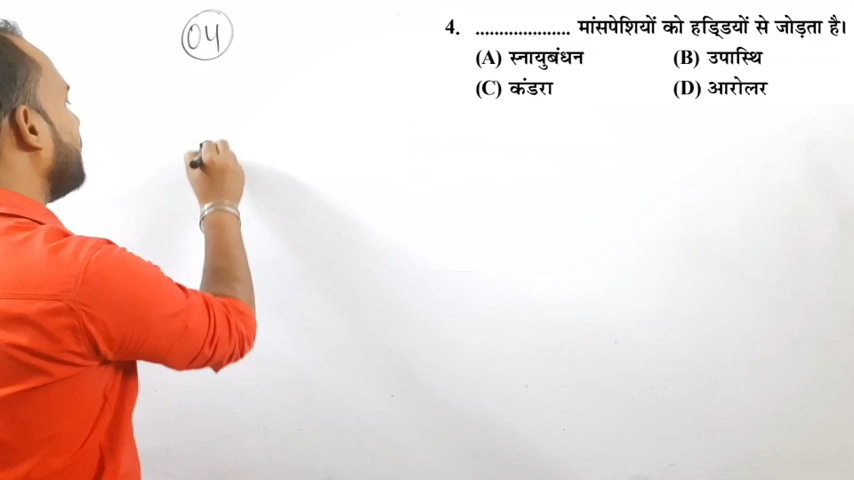 04
4. ..................... मांसपेशियों को हड्डियों से जोड़ता है।
(A) स्नायुबंधन (B) उपास्थि
(C) कंडरा (D) आरोलर